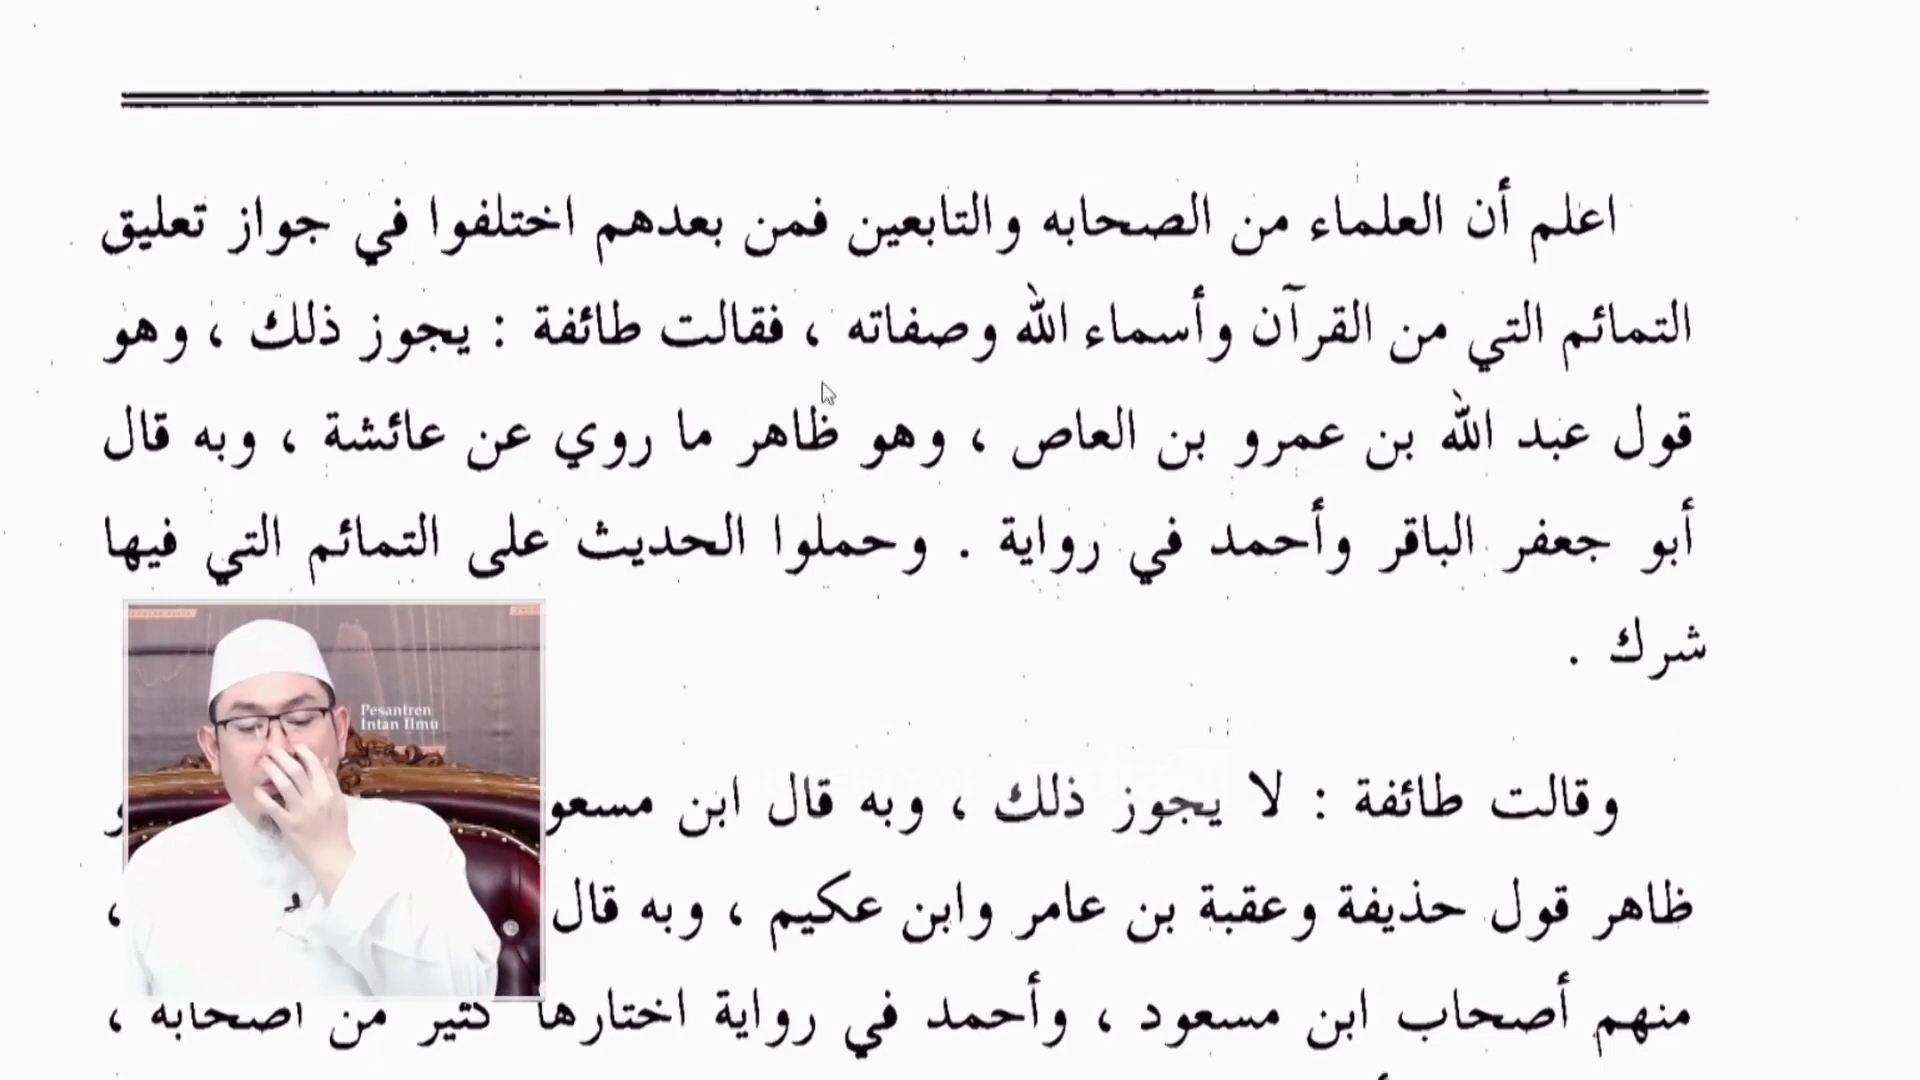 اعلم أن العلماء من الصحابه والتابعين فمن بعدهم اختلفوا في جواز تعليق
التمائم التي من القرآن وأسماء الله وصفاته ، فقالت طائفة : يجوز ذلك ، وهو
قول عبد الله بن عمرو بن العاص ، وهو ظاهر ما روي عن عائشة ، وبه قال
أبو جعفر الباقر وأحمد في رواية . وحملوا الحديث على التمائم التي فيها
شرك .
Pesantren
Intan Ilmu
وقالت طائفة : لا يجوز ذلك ، وبه قال ابن
ظاهر قول حذيفة وعقبة بن عامر وابن عكيم ، وبه قال ،
منهم أصحاب ابن مسعود ، وأحمد في رواية اختارها كثير من اصحابه ،